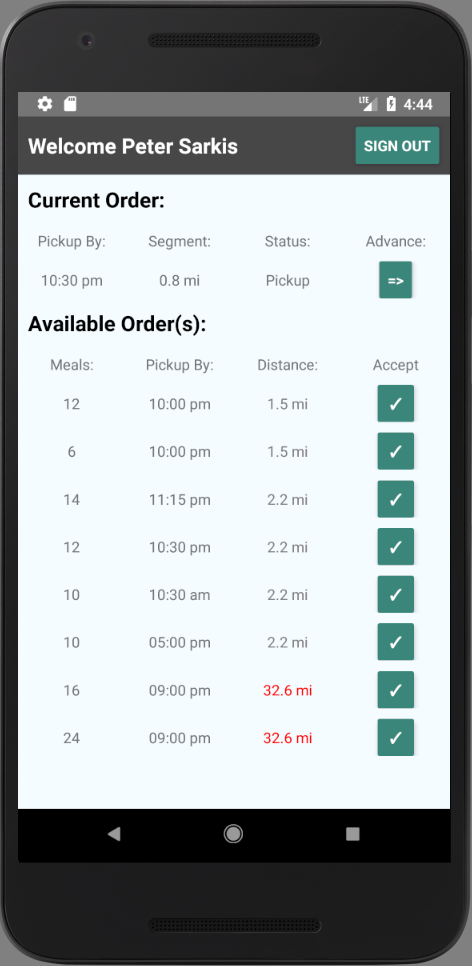 LTE 4:44
Welcome Peter Sarkis SIGN OUT
Current Order:
Pickup By: Segment: Status: Advance:
10:30 pm 0.8 mi Pickup =>
Available Order(s):
Meals: Pickup By: Distance: Accept
12 10:00 pm 1.5 mi ✓
6 10:00 pm 1.5 mi ✓
14 11:15 pm 2.2 mi ✓
12 10:30 pm 2.2 mi ✓
10 10:30 am 2.2 mi ✓
10 05:00 pm 2.2 mi ✓
16 09:00 pm 32.6 mi ✓
24 09:00 pm 32.6 mi ✓